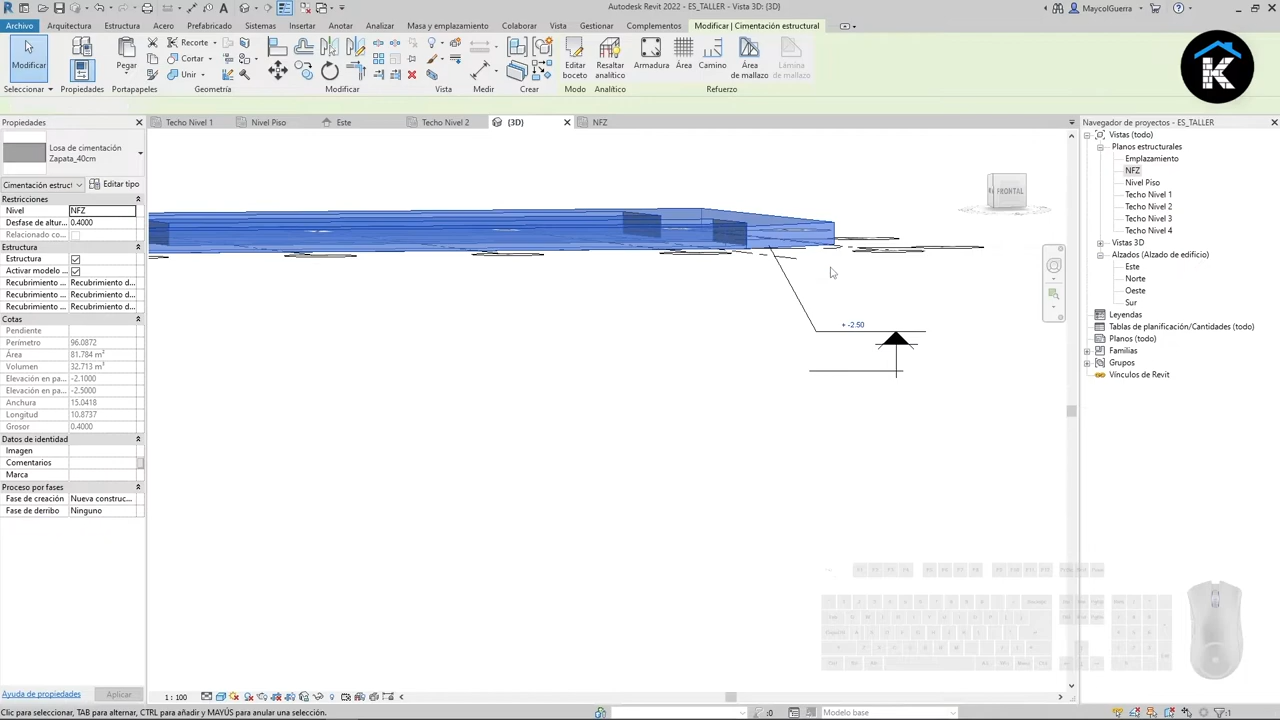 Autodesk Revit 2022 - ES_TALLER - Vista 3D: {3D}
MaycolGuerra
Archivo Arquitectura Estructura Acero Prefabricado Sistemas Insertar Anotar Analizar Masa y emplazamiento Colaborar Vista Gestionar Complementos Modificar | Cimentación estructural
Modificar
Pegar
Recorte
Cortar
Unir
Editar boceto
Resaltar analítico
Armadura
Área
Camino
Área de mallazo
Lámina de mallazo
Seleccionar Propiedades Portapapeles Geometría Modificar Vista Medir Crear Modo Analítico Refuerzo
Propiedades
Techo Nivel 1
Nivel Piso
Este
Techo Nivel 2
{3D}
NFZ
Navegador de proyectos - ES_TALLER
Losa de cimentación
Zapata_40cm
Cimentación estruct
Editar tipo
Restricciones
Nivel NFZ
Desfase de altur... 0.4000
Relacionado co...
Estructura
Estructura
Activar modelo ...
Recubrimiento ... Recubrimiento d...
Recubrimiento ... Recubrimiento d...
Recubrimiento ... Recubrimiento d...
Cotas
Pendiente
Perímetro 96.0872
Área 81.784 m²
Volumen 32.713 m³
Elevación en pa... -2.1000
Elevación en pa... -2.5000
Anchura 15.0418
Longitud 10.8737
Grosor 0.4000
Datos de identidad
Imagen
Comentarios
Marca
Proceso por fases
Fase de creación Nueva construc...
Fase de derribo Ninguno
Ayuda de propiedades
Aplicar
FRONTAL
+ -2.50
Vistas (todo)
Planos estructurales
Emplazamiento
NFZ
Nivel Piso
Techo Nivel 1
Techo Nivel 2
Techo Nivel 3
Techo Nivel 4
Vistas 3D
Alzados (Alzado de edificio)
Este
Norte
Oeste
Sur
Leyendas
Tablas de planificación/Cantidades (todo)
Planos (todo)
Familias
Grupos
Vínculos de Revit
1 : 100
Clic para seleccionar, TAB para alternar, CTRL para añadir y MAYÚS para anular una selección.
:0
Modelo base
:1